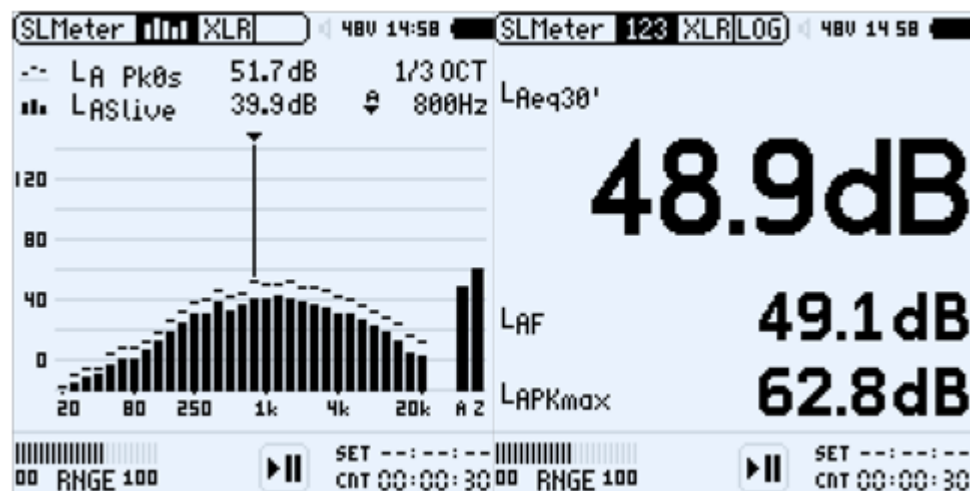 SLMeter XLR 48V 14:58
LA Pk0s 51.7dB 1/3 OCT
LASlive 39.9dB A 800Hz
120
80
40
0
20 80 250 1k 4k 20k A Z
SET --:--:--
00 RNGE 100 CNT 00:00:30
SLMeter 123 XLR LOG 48V 14 58
LAeq30'
48.9dB
LAF 49.1dB
LAPKmax 62.8dB
SET --:--:--
00 RNGE 100 CNT 00:00:30